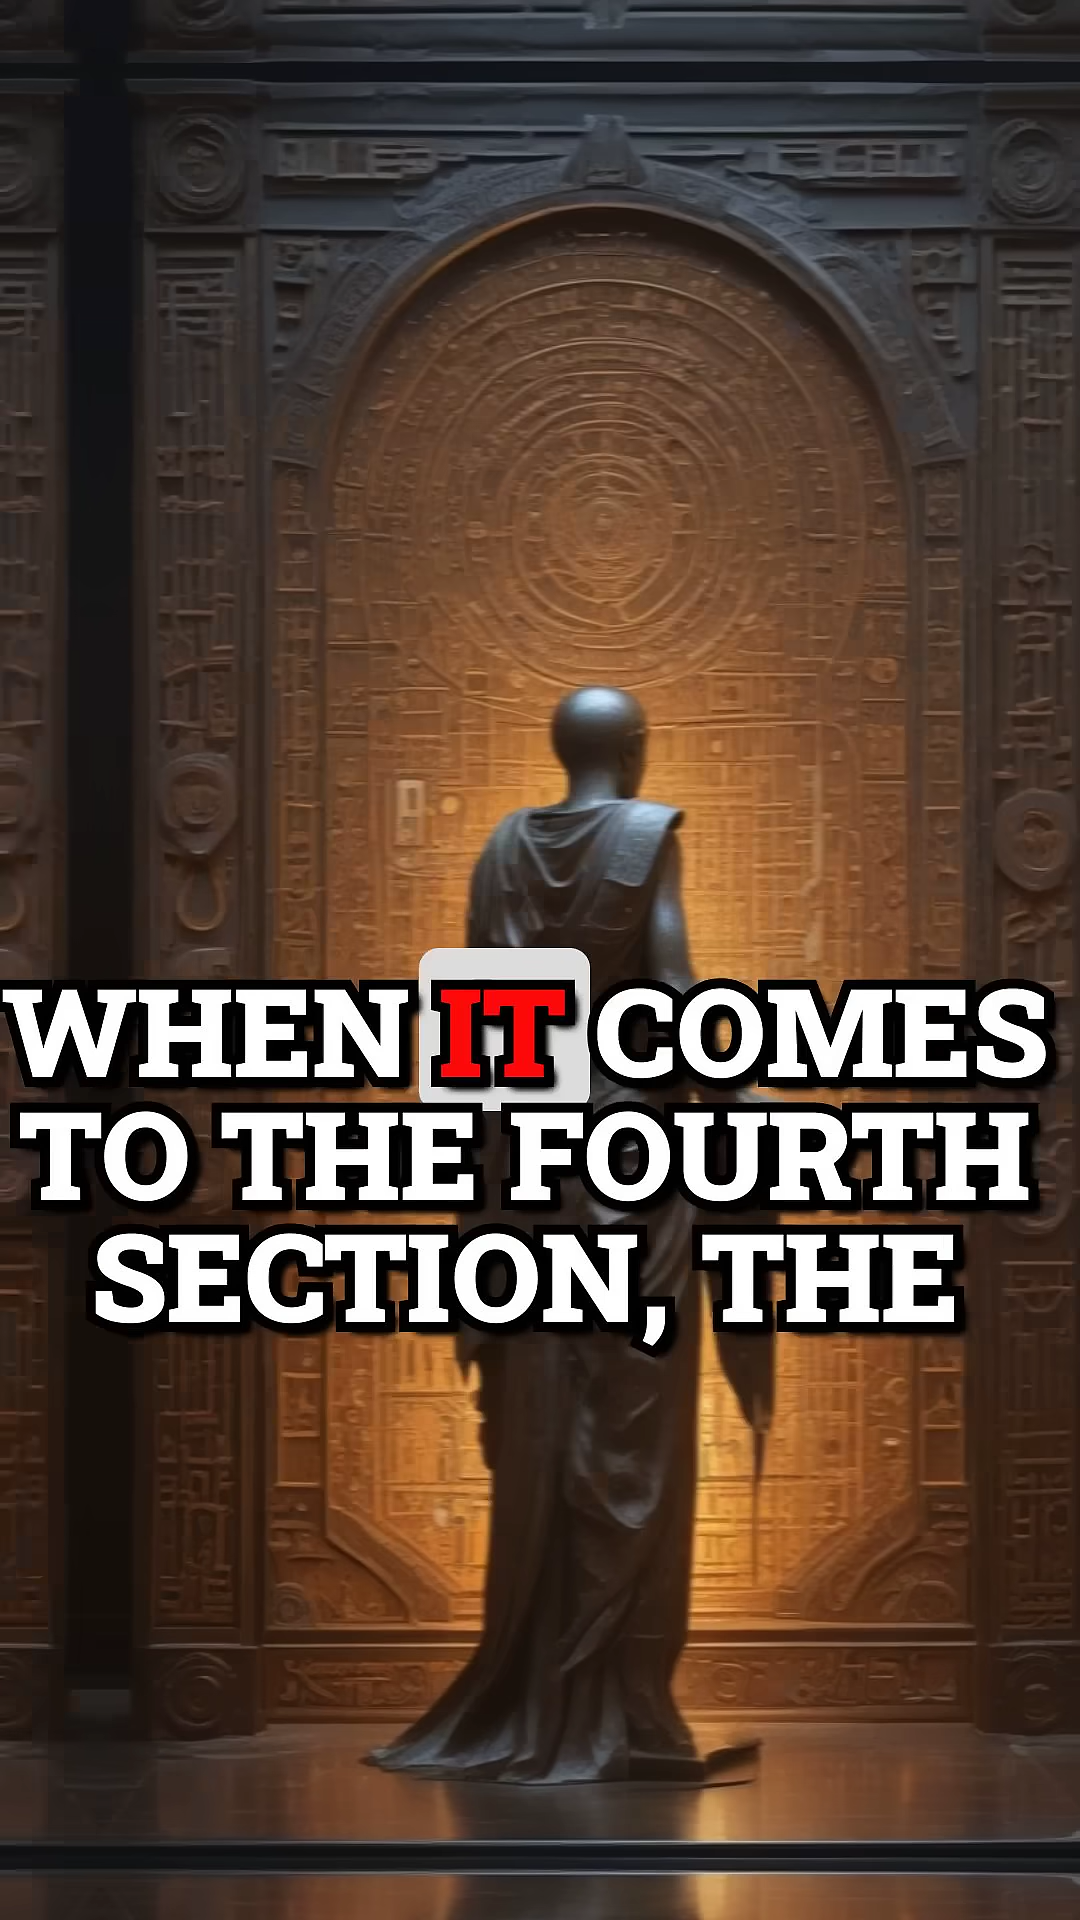 WHEN IT COMES
TO THE FOURTH
SECTION, THE